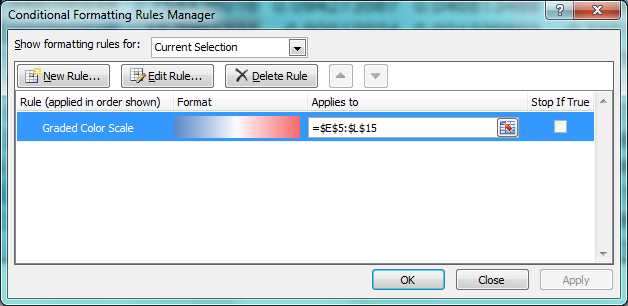 Conditional Formatting Rules Manager
Show formatting rules for: Current Selection
New Rule... Edit Rule... Delete Rule
Rule (applied in order shown) Format Applies to Stop If True
Graded Color Scale =$E$5:$L$15
OK Close Apply